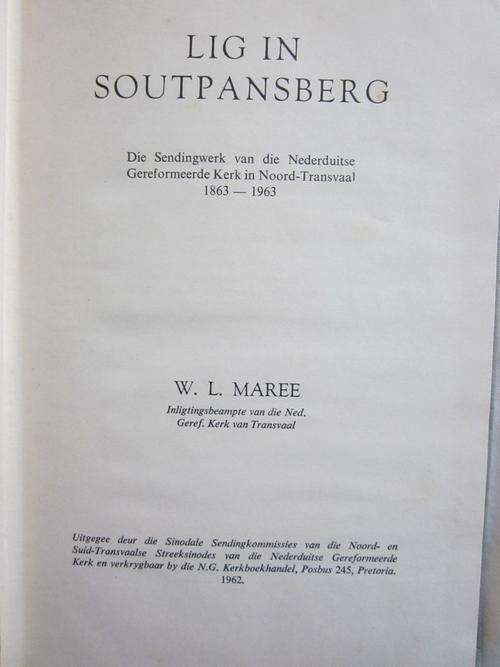 LIG IN
SOUTPANSBERG
Die Sendingwerk van die Nederduitse
Gereformeerde Kerk in Noord-Transvaal
1863 — 1963
W. L. MAREE
Inligtingsbeampte van die Ned.
Geref. Kerk van Transvaal
Uitgegee deur die Sinodale Sendingkommissies van die Noord- en
Suid-Transvaalse Streeksinodes van die Nederduitse Gereformeerde
Kerk en verkrygbaar by die N.G. Kerkboekhandel, Posbus 245, Pretoria.
1962.